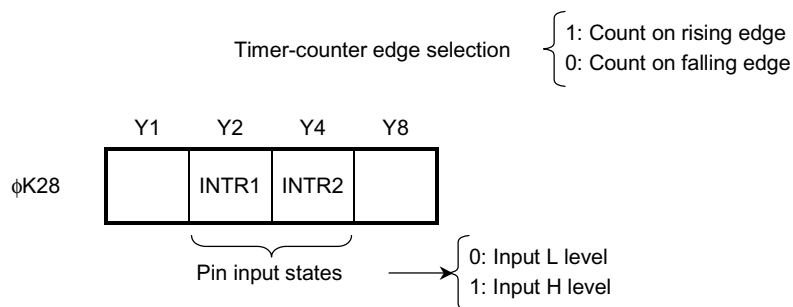 Timer-counter edge selection
1: Count on rising edge
0: Count on falling edge
Y1 Y2 Y4 Y8
ϕK28 INTR1 INTR2
Pin input states
0: Input L level
1: Input H level